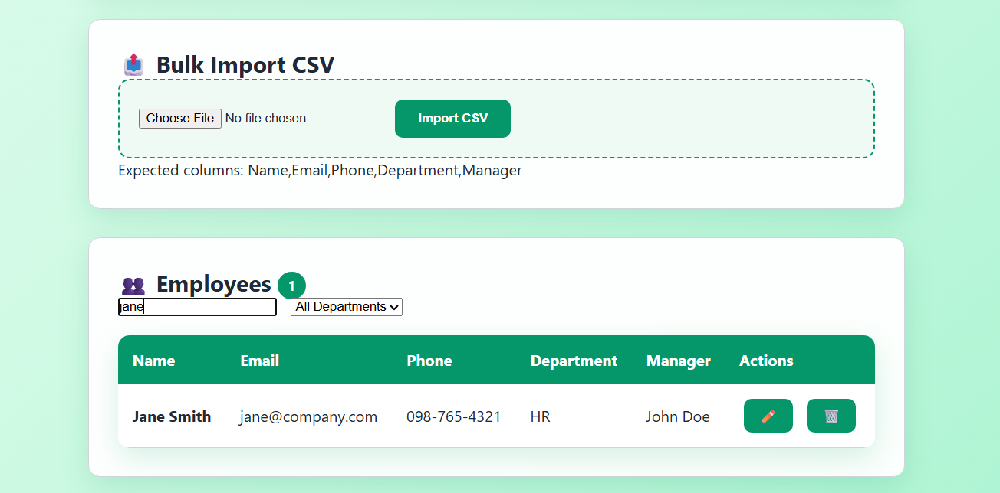 Bulk Import CSV
Choose File No file chosen Import CSV
Expected columns: Name,Email,Phone,Department,Manager
Employees 1
jane All Departments
Name Email Phone Department Manager Actions
Jane Smith jane@company.com 098-765-4321 HR John Doe